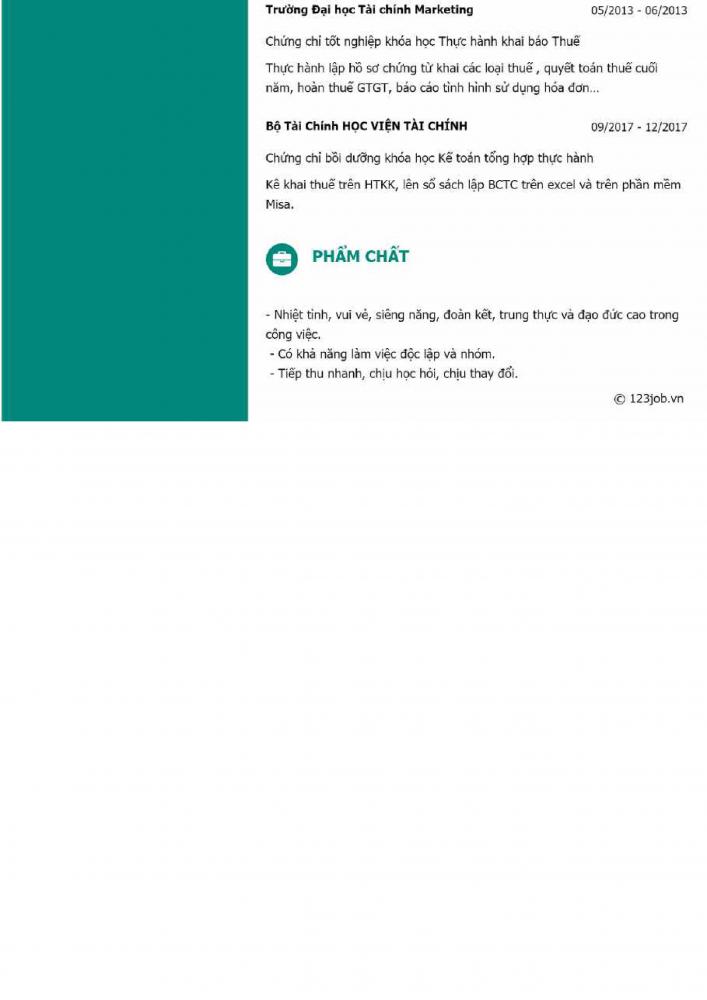 Trường Đại học Tài chính Marketing 05/2013 - 06/2013
Chứng chỉ tốt nghiệp khóa học Thực hành khai báo Thuế
Thực hành lập hồ sơ chứng từ khai các loại thuế , quyết toán thuế cuối
năm, hoàn thuế GTGT, báo cáo tình hình sử dụng hóa đơn...
Bộ Tài Chính HỌC VIỆN TÀI CHÍNH 09/2017 - 12/2017
Chứng chỉ bồi dưỡng khóa học Kế toán tổng hợp thực hành
Kê khai thuế trên HTKK, lên sổ sách lập BCTC trên excel và trên phần mềm
Misa.
PHẨM CHẤT
- Nhiệt tình, vui vẻ, siêng năng, đoàn kết, trung thực và đạo đức cao trong
công việc.
- Có khả năng làm việc độc lập và nhóm.
- Tiếp thu nhanh, chịu học hỏi, chịu thay đổi.
© 123job.vn